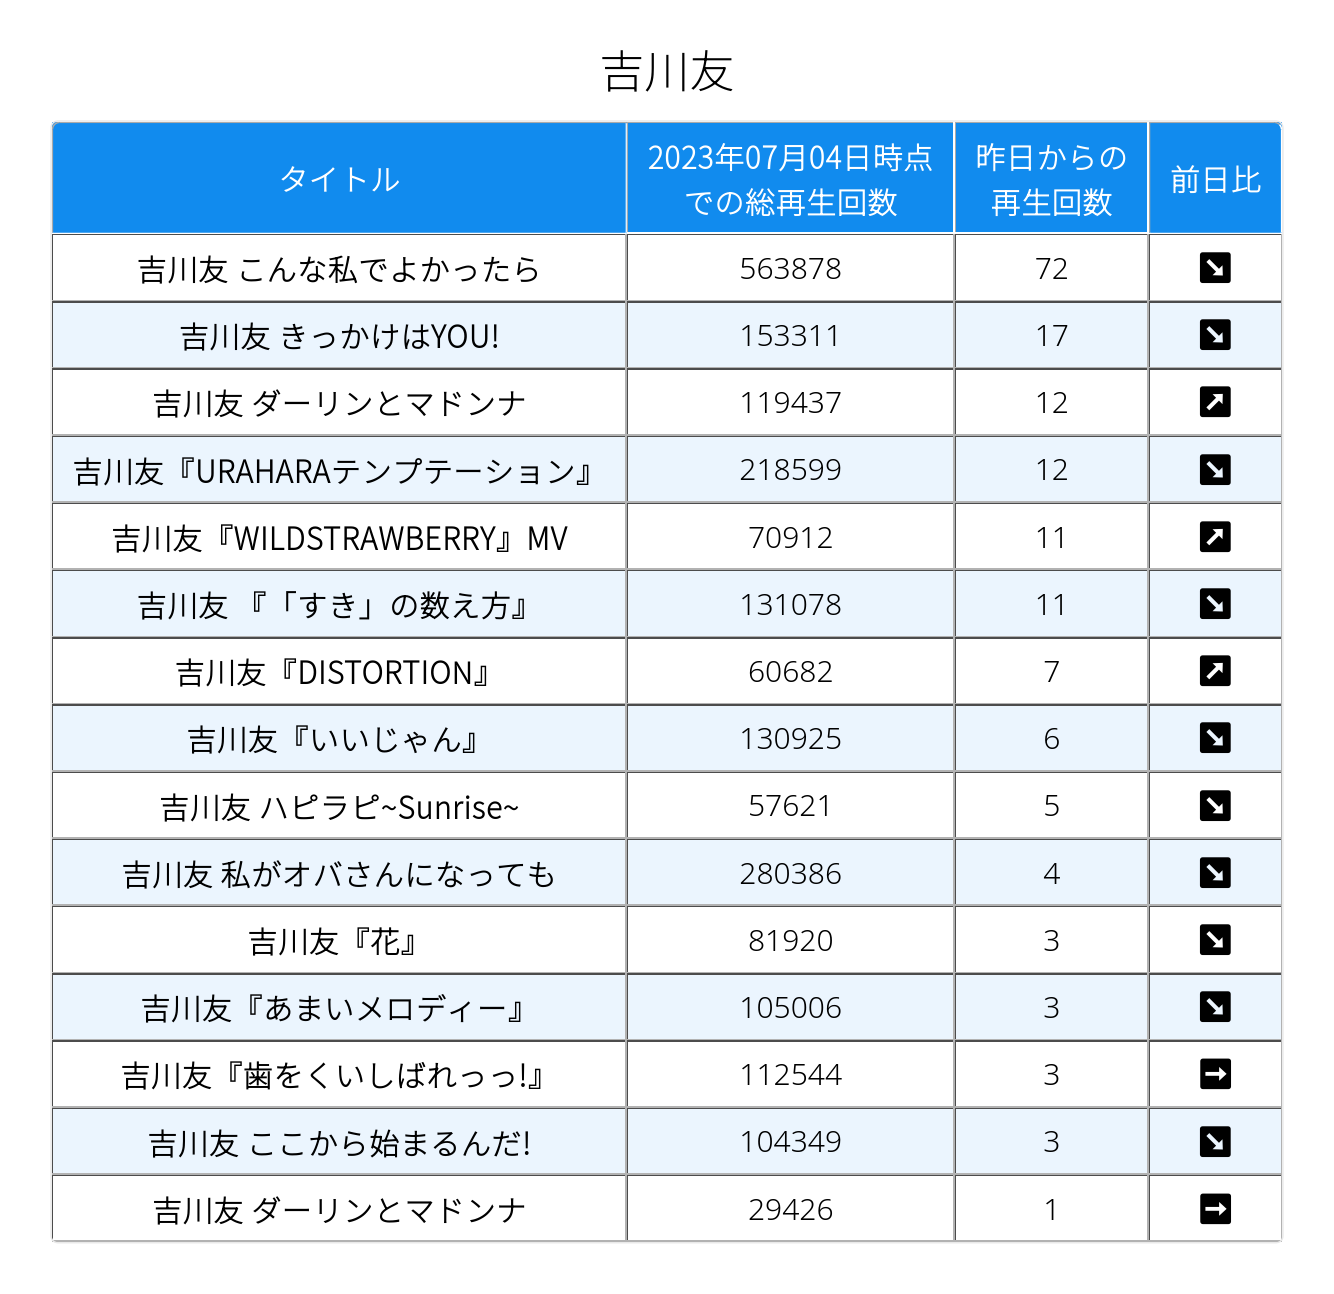 吉川友
タイトル 2023年07月04日時点での総再生回数 昨日からの再生回数 前日比
吉川友 こんな私でよかったら 563878 72 ↘
吉川友 きっかけはYOU! 153311 17 ↘
吉川友 ダーリンとマドンナ 119437 12 ↗
吉川友『URAHARAテンプテーション』 218599 12 ↘
吉川友『WILDSTRAWBERRY』MV 70912 11 ↗
吉川友 『「すき」の数え方』 131078 11 ↘
吉川友『DISTORTION』 60682 7 ↗
吉川友『いいじゃん』 130925 6 ↘
吉川友 ハピラピ~Sunrise~ 57621 5 ↘
吉川友 私がオバさんになっても 280386 4 ↘
吉川友『花』 81920 3 ↘
吉川友『あまいメロディー』 105006 3 ↘
吉川友『歯をくいしばれっっ!』 112544 3 →
吉川友 ここから始まるんだ! 104349 3 ↘
吉川友 ダーリンとマドンナ 29426 1 →